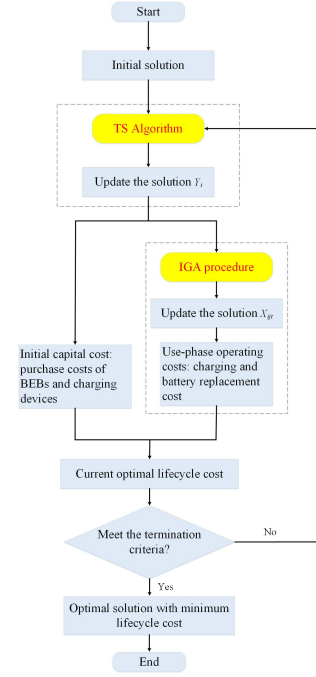 Start
Initial solution
TS Algorithm
Update the solution Yₛ
IGA procedure
Update the solution Xᵢⱼₜ
Initial capital cost:
purchase costs of
BEBs and charging
devices
Use-phase operating
costs: charging and
battery replacement
cost
Current optimal lifecycle cost
Meet the termination
criteria?
No
Yes
Optimal solution with minimum
lifecycle cost
End